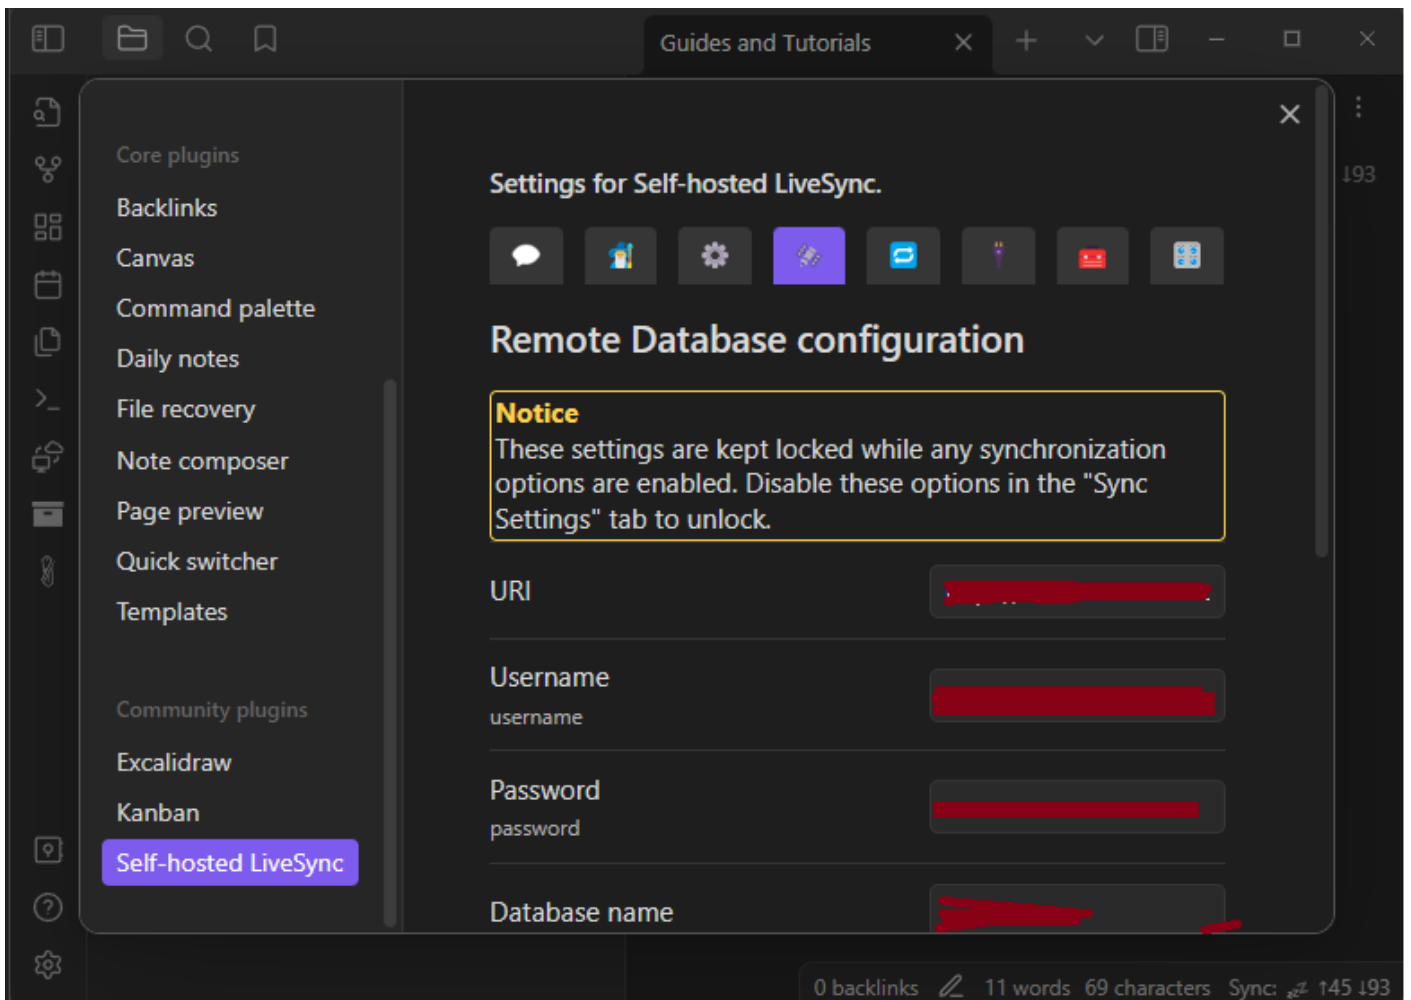 Guides and Tutorials
Core plugins
Backlinks
Canvas
Command palette
Daily notes
File recovery
Note composer
Page preview
Quick switcher
Templates
Community plugins
Excalidraw
Kanban
Self-hosted LiveSync
Settings for Self-hosted LiveSync.
Remote Database configuration
Notice
These settings are kept locked while any synchronization
options are enabled. Disable these options in the "Sync
Settings" tab to unlock.
URI
Username
username
Password
password
Database name
↓93
0 backlinks 11 words 69 characters Sync: 💤 ↑45 ↓93